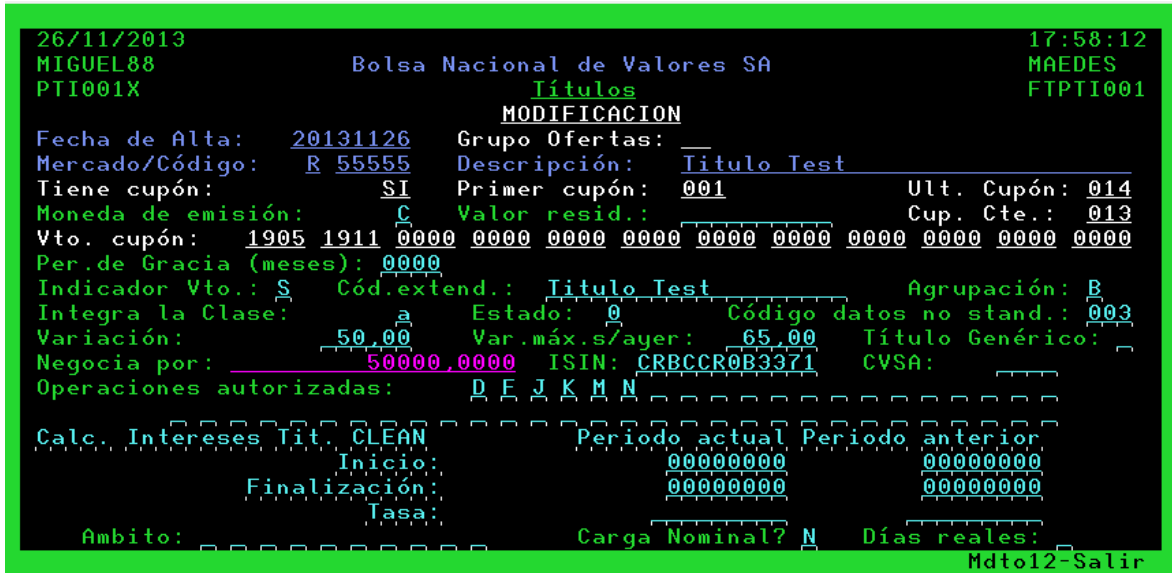 26/11/2013 17:58:12
MIGUEL88 Bolsa Nacional de Valores SA MAEDES
PTI001X Títulos FTPTI001
MODIFICACION
Fecha de Alta: 20131126 Grupo Ofertas: __
Mercado/Código: R 55555 Descripción: Titulo Test
Tiene cupón: SI Primer cupón: 001 Ult. Cupón: 014
Moneda de emisión: C Valor resid.: Cup. Cte.: 013
Vto. cupón: 1905 1911 0000 0000 0000 0000 0000 0000 0000 0000 0000 0000
Per.de Gracia (meses): 0000
Indicador Vto.: S Cód.extend.: Titulo Test Agrupación: B
Integra la Clase: a Estado: 0 Código datos no stand.: 003
Variación: 50,00 Var.máx.s/ayer: 65,00 Título Genérico: _
Negocia por: 50000,0000 ISIN: CRBCCR0B3371 CVSA:
Operaciones autorizadas: D F J K M N
Calc. Intereses Tit. CLEAN Periodo actual Periodo anterior
Inicio: 00000000 00000000
Finalización: 00000000 00000000
Tasa:
Ambito: Carga Nominal? N Días reales: _
Mdto12-Salir